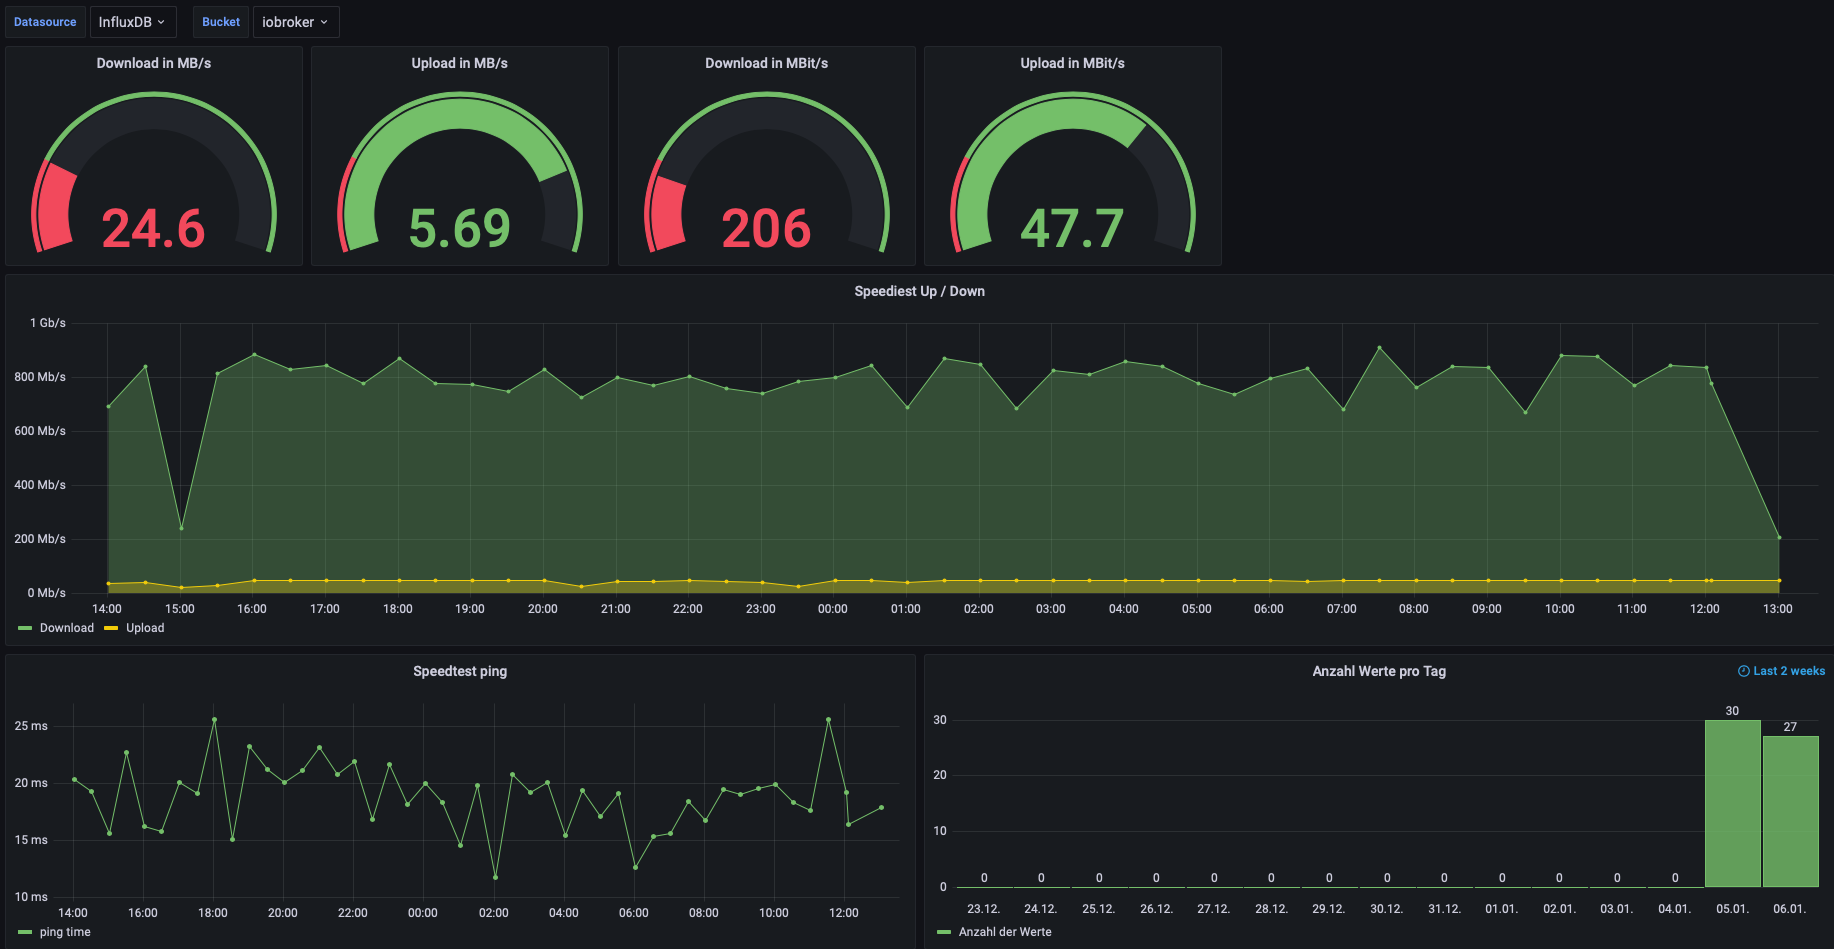 Datasource InfluxDB Bucket iobroker
Download in MB/s
24.6
Upload in MB/s
5.69
Download in MBit/s
206
Upload in MBit/s
47.7
Speediest Up / Down
1 Gb/s
800 Mb/s
600 Mb/s
400 Mb/s
200 Mb/s
0 Mb/s
14:00 15:00 16:00 17:00 18:00 19:00 20:00 21:00 22:00 23:00 00:00 01:00 02:00 03:00 04:00 05:00 06:00 07:00 08:00 09:00 10:00 11:00 12:00 13:00
Download Upload
Speedtest ping
25 ms
20 ms
15 ms
10 ms
14:00 16:00 18:00 20:00 22:00 00:00 02:00 04:00 06:00 08:00 10:00 12:00
ping time
Anzahl Werte pro Tag
Last 2 weeks
30
20
10
0
0 0 0 0 0 0 0 0 0 0 0 0 0 30 27
23.12. 24.12. 25.12. 26.12. 27.12. 28.12. 29.12. 30.12. 31.12. 01.01. 02.01. 03.01. 04.01. 05.01. 06.01.
Anzahl der Werte